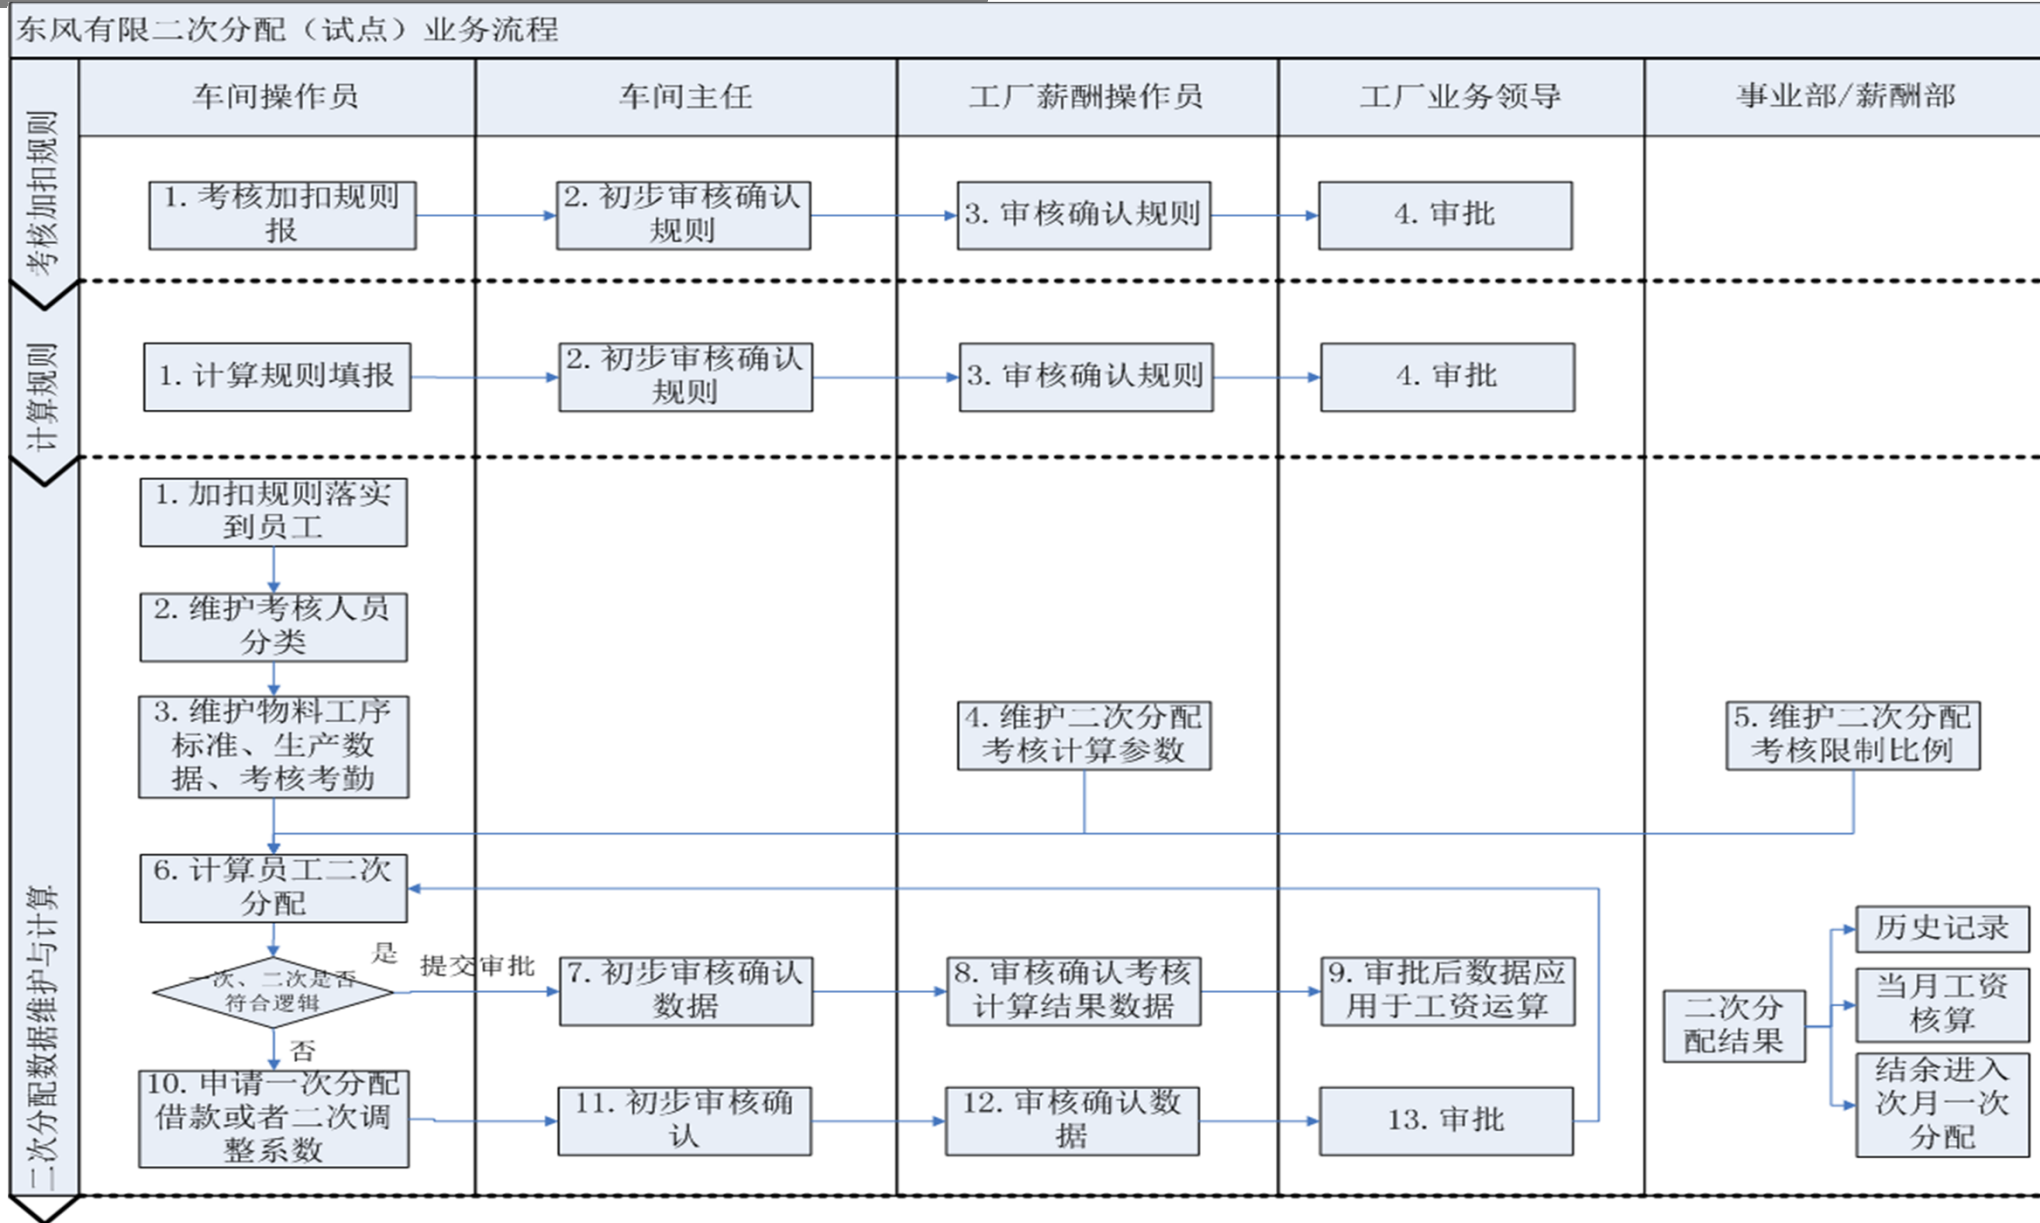 东风有限二次分配（试点）业务流程
车间操作员
车间主任
工厂薪酬操作员
工厂业务领导
事业部/薪酬部
考核加扣规则
1. 考核加扣规则
报
2. 初步审核确认
规则
3. 审核确认规则
4. 审批
计算规则
1. 计算规则填报
2. 初步审核确认
规则
3. 审核确认规则
4. 审批
二次分配数据维护与计算
1. 加扣规则落实
到员工
2. 维护考核人员
分类
3. 维护物料工序
标准、生产数
据、考核考勤
4. 维护二次分配
考核计算参数
5. 维护二次分配
考核限制比例
6. 计算员工二次
分配
一次、二次是否
符合逻辑
是
提交审批
7. 初步审核确认
数据
8. 审核确认考核
计算结果数据
9. 审批后数据应
用于工资运算
否
10. 申请一次分配
借款或者二次调
整系数
11. 初步审核确
认
12. 审核确认数
据
13. 审批
二次分
配结果
历史记录
当月工资
核算
结余进入
次月一次
分配